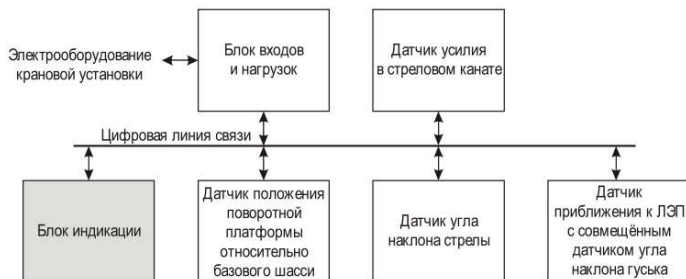 Электрооборудование
крановой установки
Блок входов
и нагрузок
Датчик усилия
в стреловом канате
Цифровая линия связи
Блок индикации
Датчик положения
поворотной
платформы
относительно
базового шасси
Датчик угла
наклона стрелы
Датчик
приближения к ЛЭП
с совмещённым
датчиком угла
наклона гуська